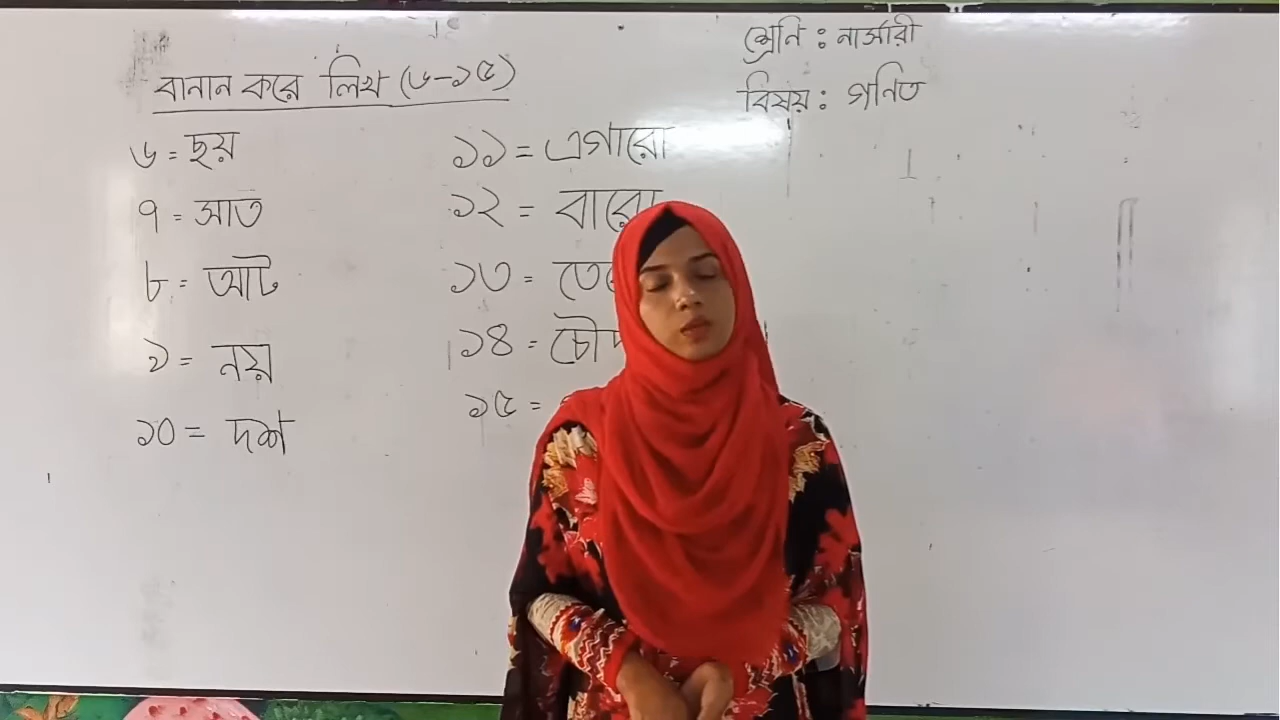 শ্রেনি : নার্সারী
বিষয় : গনিত
বানান করে লিখ (৬-১৫)
৬ = ছয়
৭ = সাত
৮ = আট
৯ = নয়
১০ = দশ
১১ = এগারো
১২ = বারো
১৩ =
১৪ =
১৫ =